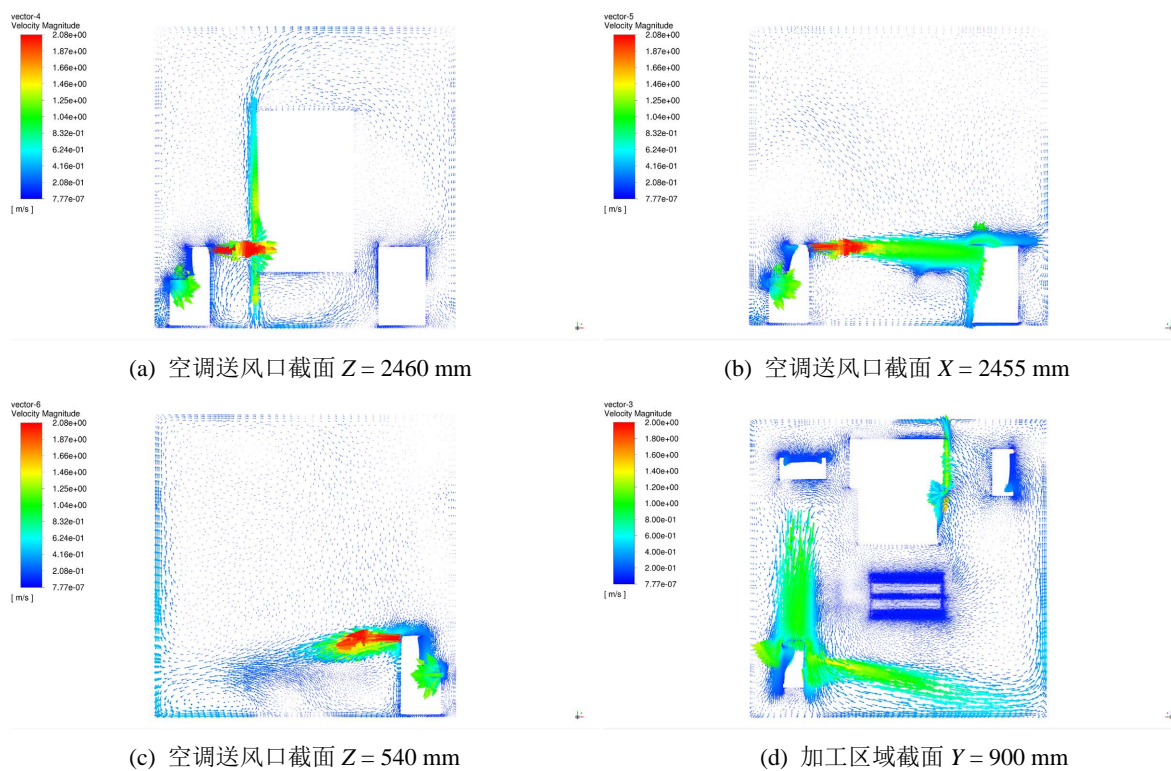 vector-4
Velocity Magnitude
2.08e+00
1.87e+00
1.66e+00
1.46e+00
1.25e+00
1.04e+00
8.32e-01
6.24e-01
4.16e-01
2.08e-01
7.77e-07
[ m/s ]
(a) 空调送风口截面 Z = 2460 mm
vector-5
Velocity Magnitude
2.08e+00
1.87e+00
1.66e+00
1.46e+00
1.25e+00
1.04e+00
8.32e-01
6.24e-01
4.16e-01
2.08e-01
7.77e-07
[ m/s ]
(b) 空调送风口截面 X = 2455 mm
vector-6
Velocity Magnitude
2.08e+00
1.87e+00
1.66e+00
1.46e+00
1.25e+00
1.04e+00
8.32e-01
6.24e-01
4.16e-01
2.08e-01
7.77e-07
[ m/s ]
(c) 空调送风口截面 Z = 540 mm
vector-3
Velocity Magnitude
2.00e+00
1.80e+00
1.60e+00
1.40e+00
1.20e+00
1.00e+00
8.00e-01
6.00e-01
4.00e-01
2.00e-01
7.77e-07
[ m/s ]
(d) 加工区域截面 Y = 900 mm